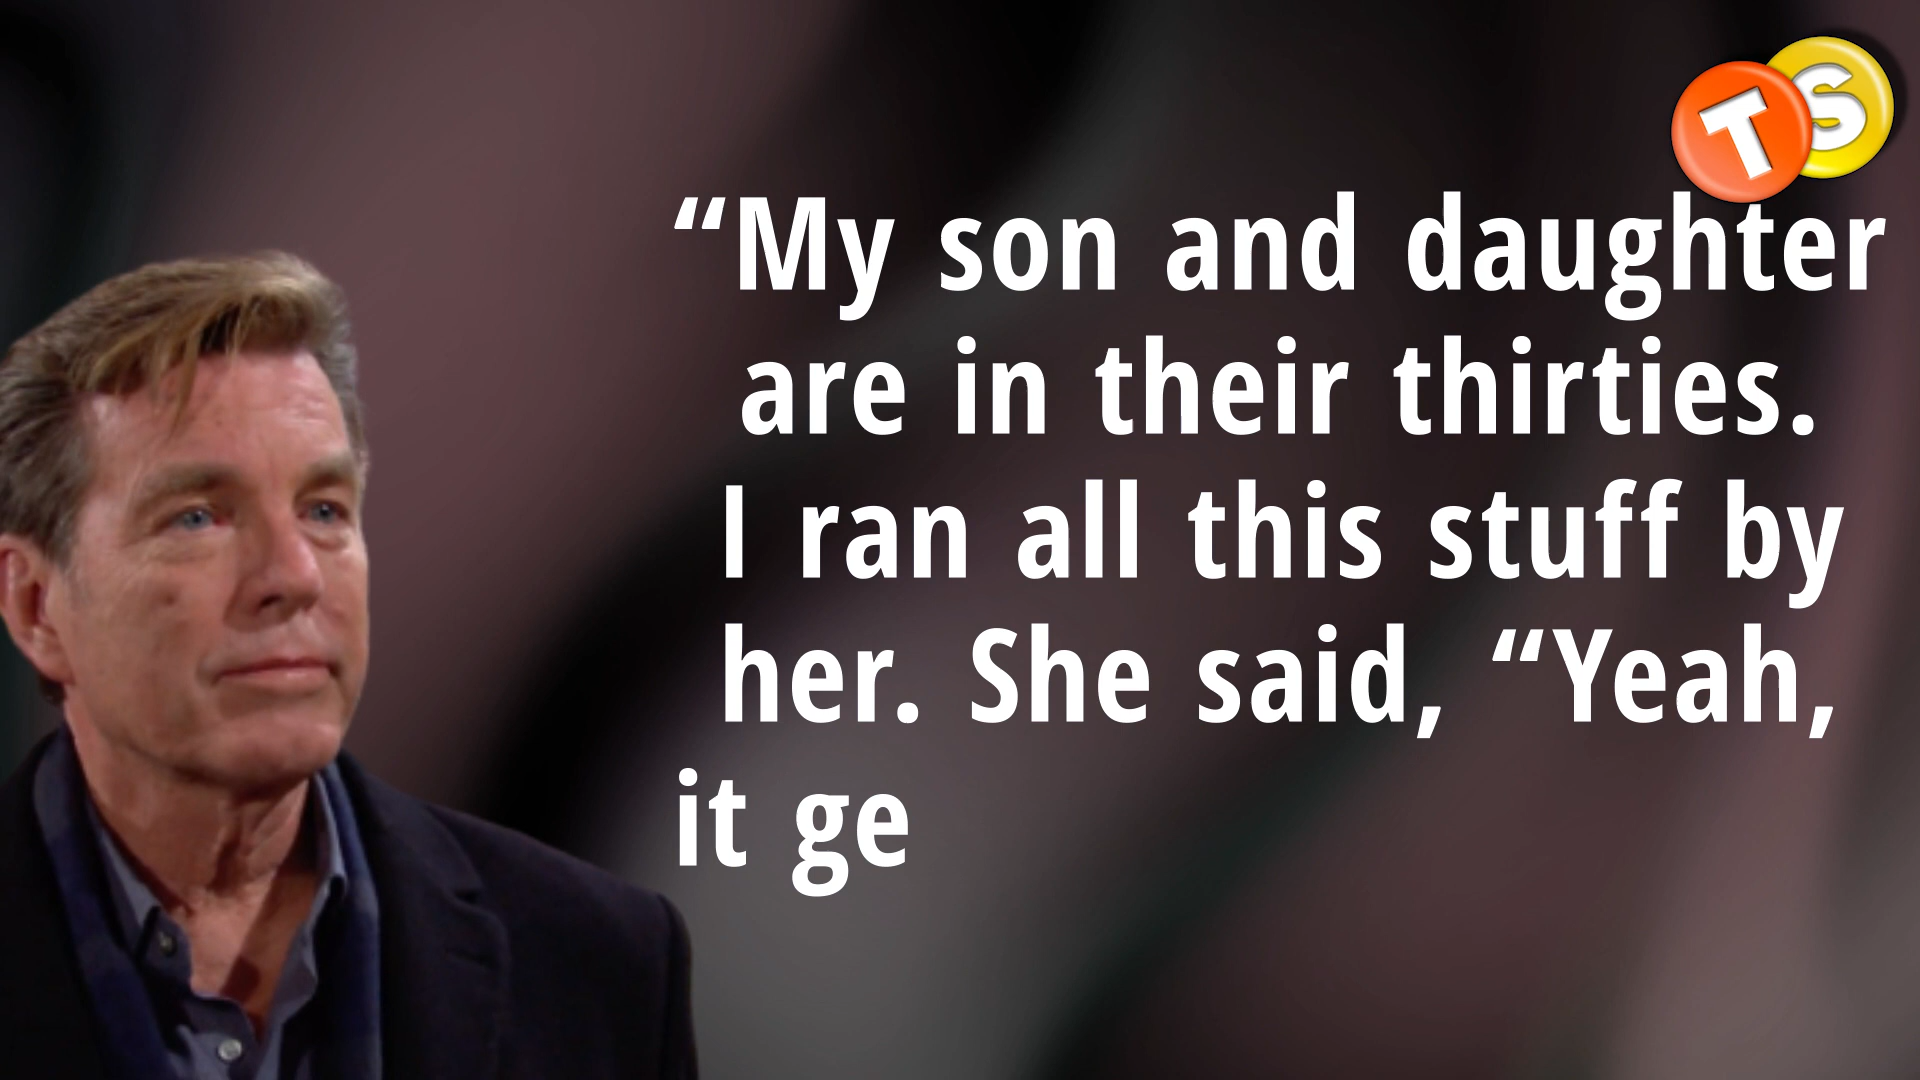 TS
“My son and daughter
are in their thirties.
I ran all this stuff by
her. She said, “Yeah,
it ge